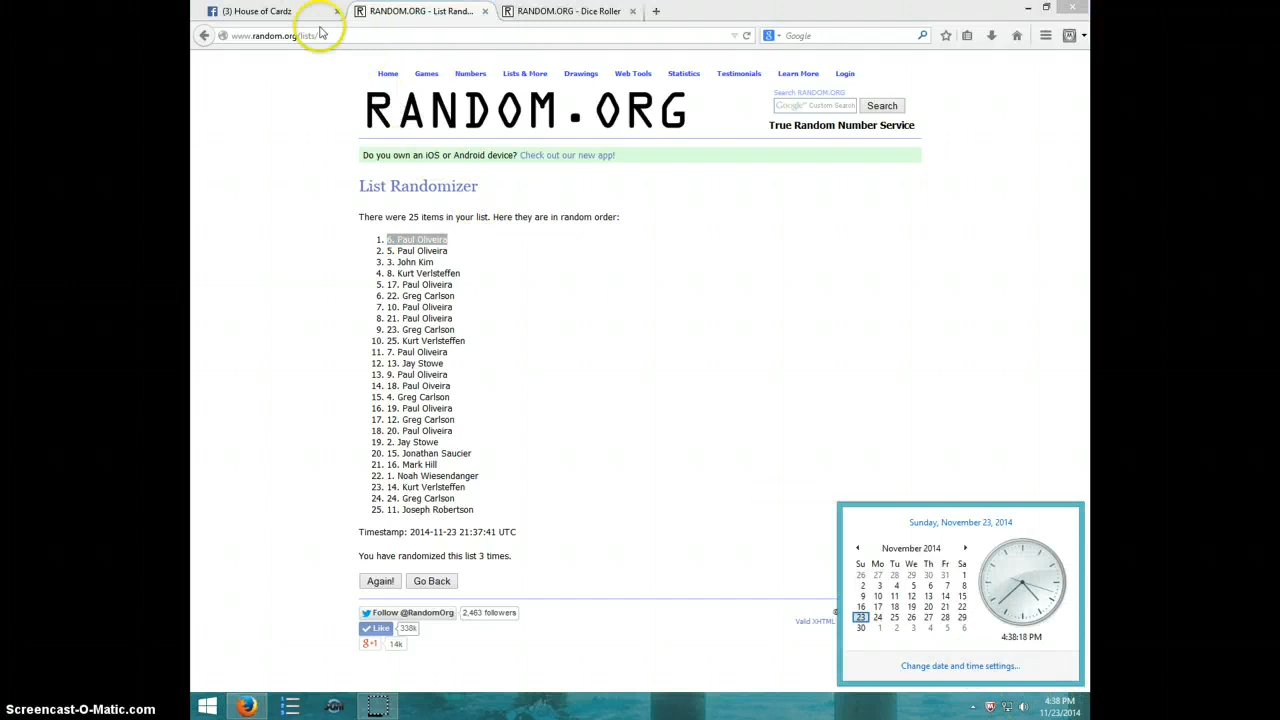 (3) House of Cardz
RANDOM.ORG - List Rand...
RANDOM.ORG - Dice Roller
www.random.org/lists/
Google
Home Games Numbers Lists & More Drawings Web Tools Statistics Testimonials Learn More Login
Search RANDOM.ORG
RANDOM.ORG
Google™ Custom Search Search
True Random Number Service
Do you own an iOS or Android device? Check out our new app!
List Randomizer
There were 25 items in your list. Here they are in random order:
1. 6. Paul Oliveira
2. 5. Paul Oliveira
3. 3. John Kim
4. 8. Kurt Verlsteffen
5. 17. Paul Oliveira
6. 22. Greg Carlson
7. 10. Paul Oliveira
8. 21. Paul Oliveira
9. 23. Greg Carlson
10. 25. Kurt Verlsteffen
11. 7. Paul Oliveira
12. 13. Jay Stowe
13. 9. Paul Oliveira
14. 18. Paul Oiveira
15. 4. Greg Carlson
16. 19. Paul Oliveira
17. 12. Greg Carlson
18. 20. Paul Oliveira
19. 2. Jay Stowe
20. 15. Jonathan Saucier
21. 16. Mark Hill
22. 1. Noah Wiesendanger
23. 14. Kurt Verlsteffen
24. 24. Greg Carlson
25. 11. Joseph Robertson
Timestamp: 2014-11-23 21:37:41 UTC
You have randomized this list 3 times.
Again! Go Back
Follow @RandomOrg 2,463 followers
Like 338k
g+1 14k
©
Valid XHTML
Sunday, November 23, 2014
November 2014
Su Mo Tu We Th Fr Sa
26 27 28 29 30 31 1
2 3 4 5 6 7 8
9 10 11 12 13 14 15
16 17 18 19 20 21 22
23 24 25 26 27 28 29
30 1 2 3 4 5 6
4:38:18 PM
Change date and time settings...
4:38 PM
11/23/2014
Screencast-O-Matic.com